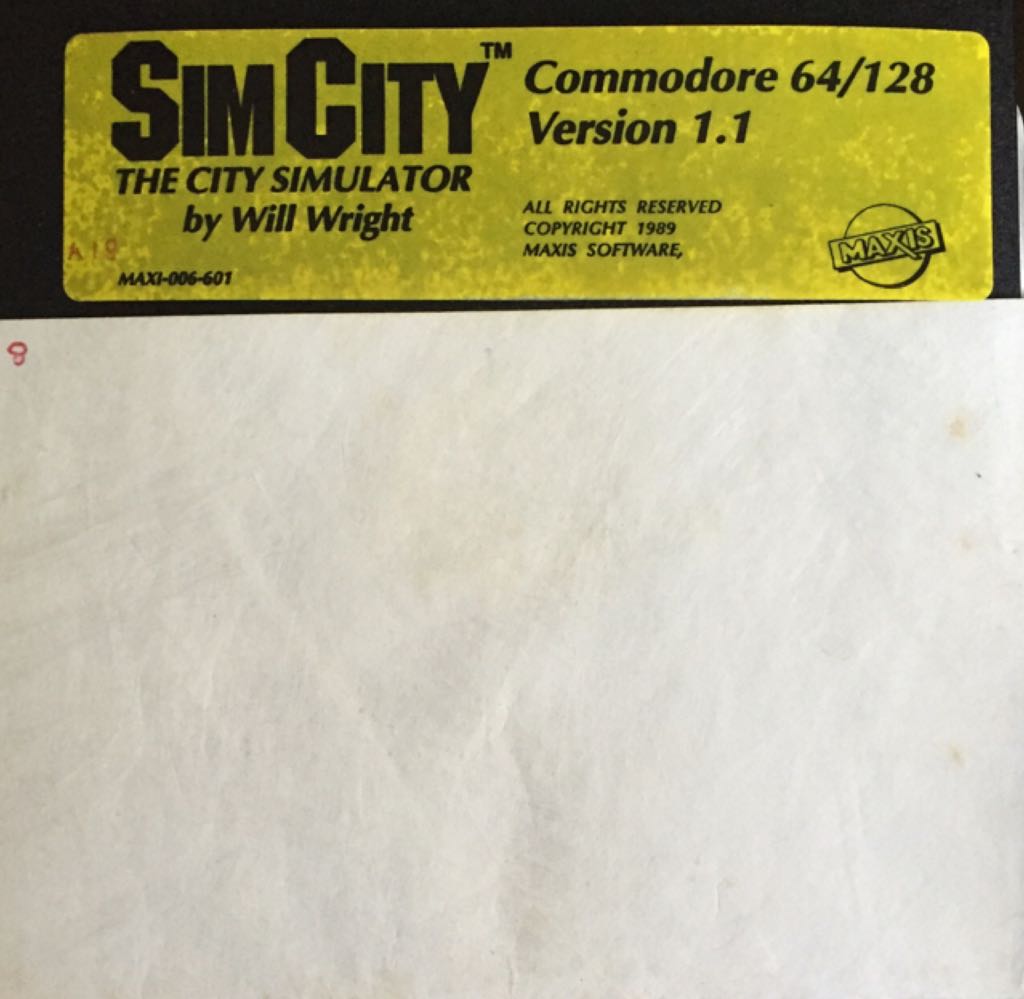 SIMCITY™
THE CITY SIMULATOR
by Will Wright
MAXI-006-601
Commodore 64/128
Version 1.1
ALL RIGHTS RESERVED
COPYRIGHT 1989
MAXIS SOFTWARE,
MAXIS
8